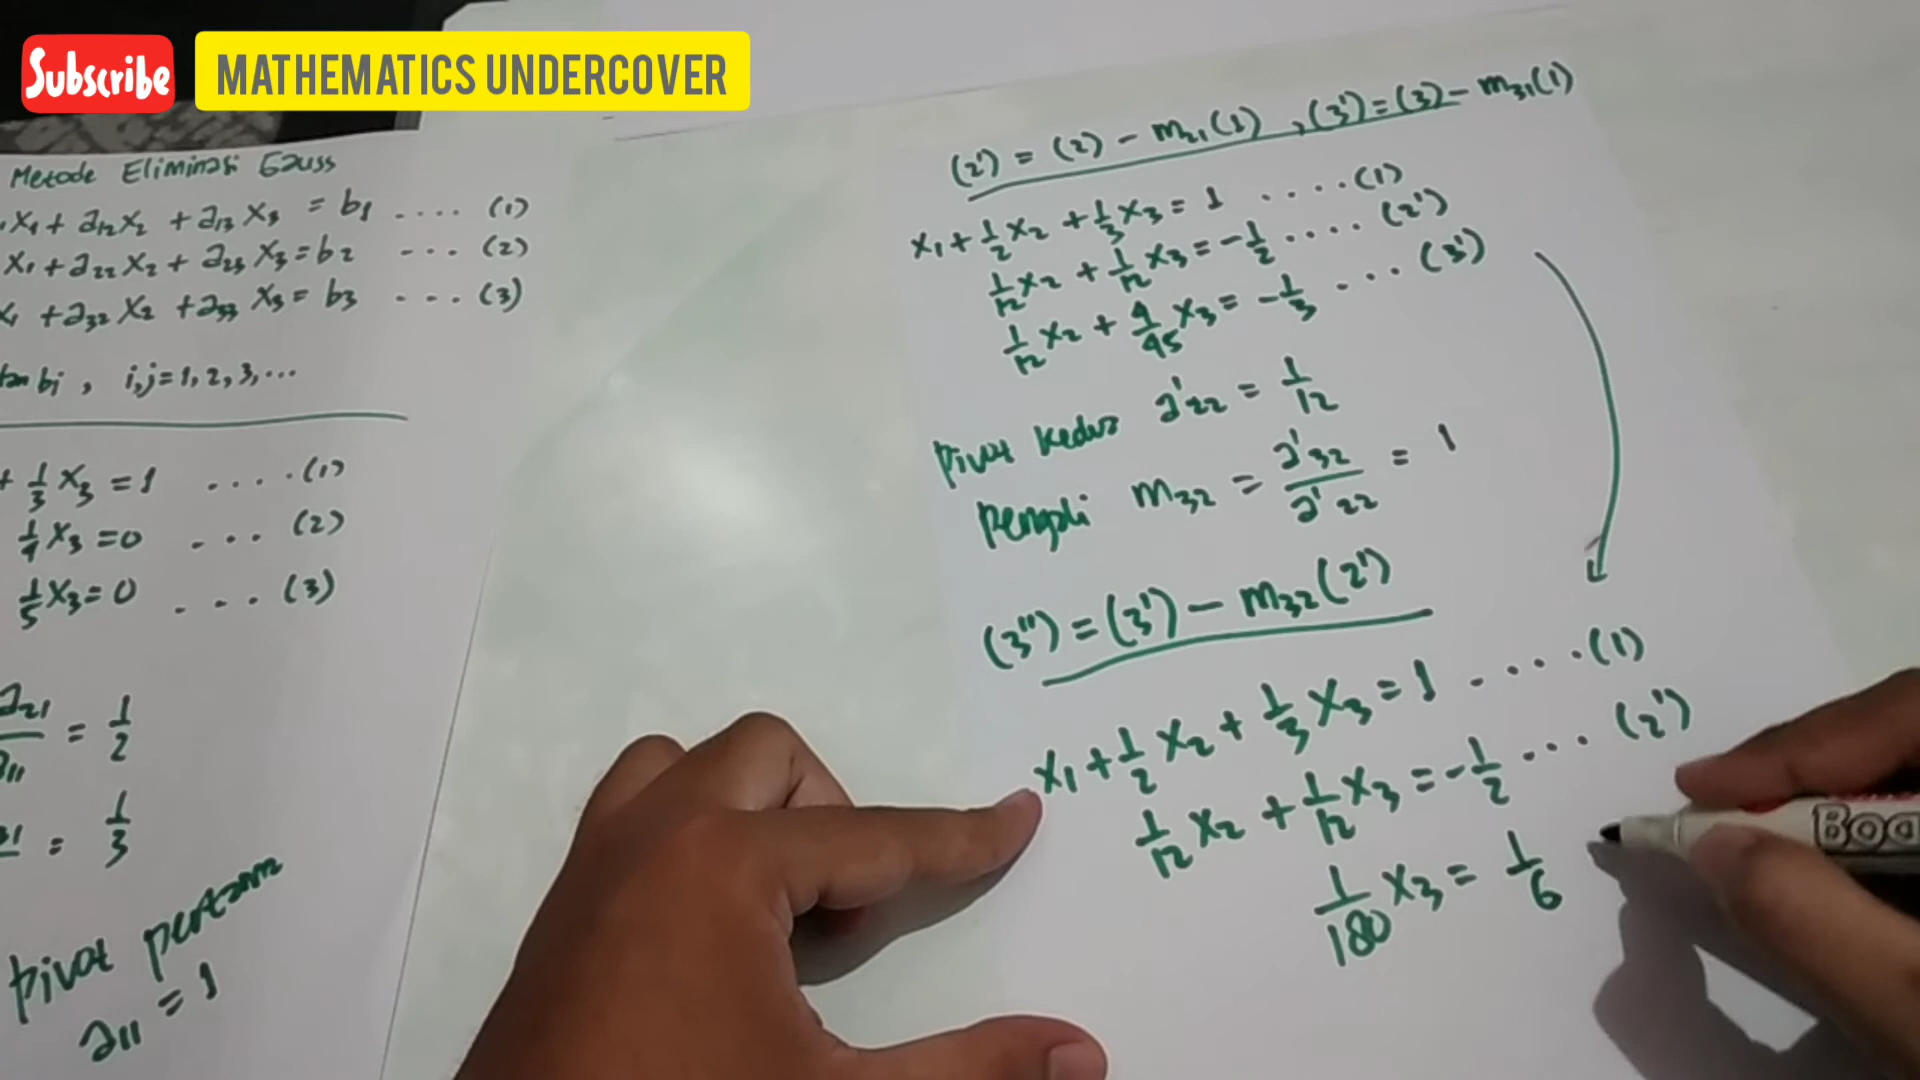 Subscribe
MATHEMATICS UNDERCOVER
Metode Eliminasi Gauss
x₁ + a₁₂x₂ + a₁₃x₃ = b₁ .... (1)
x₁ + a₂₂x₂ + a₂₃x₃ = b₂ ... (2)
x₁ + a₃₂x₂ + a₃₃x₃ = b₃ ... (3)
dan bᵢ, i,j=1,2,3,...
+ 1/3 x₃ = 1 ....(1)
1/4 x₃ = 0 ... (2)
1/5 x₃ = 0 ... (3)
a₂₁/a₁₁ = 1/2
= 1/3
pivot pertama
a₁₁ = 1
(2') = (2) - m₂₁(1), (3') = (3) - m₃₁(1)
x₁ + 1/2 x₂ + 1/3 x₃ = 1 ....(1)
1/12 x₂ + 1/12 x₃ = -1/2 .... (2')
1/12 x₂ + 4/45 x₃ = -1/3 ... (3')
pivot kedua a'₂₂ = 1/12
pengali m₃₂ = a'₃₂/a'₂₂ = 1
(3'') = (3') - m₃₂(2')
x₁ + 1/2 x₂ + 1/3 x₃ = 1 ....(1)
1/12 x₂ + 1/12 x₃ = -1/2 ... (2')
1/180 x₃ = 1/6